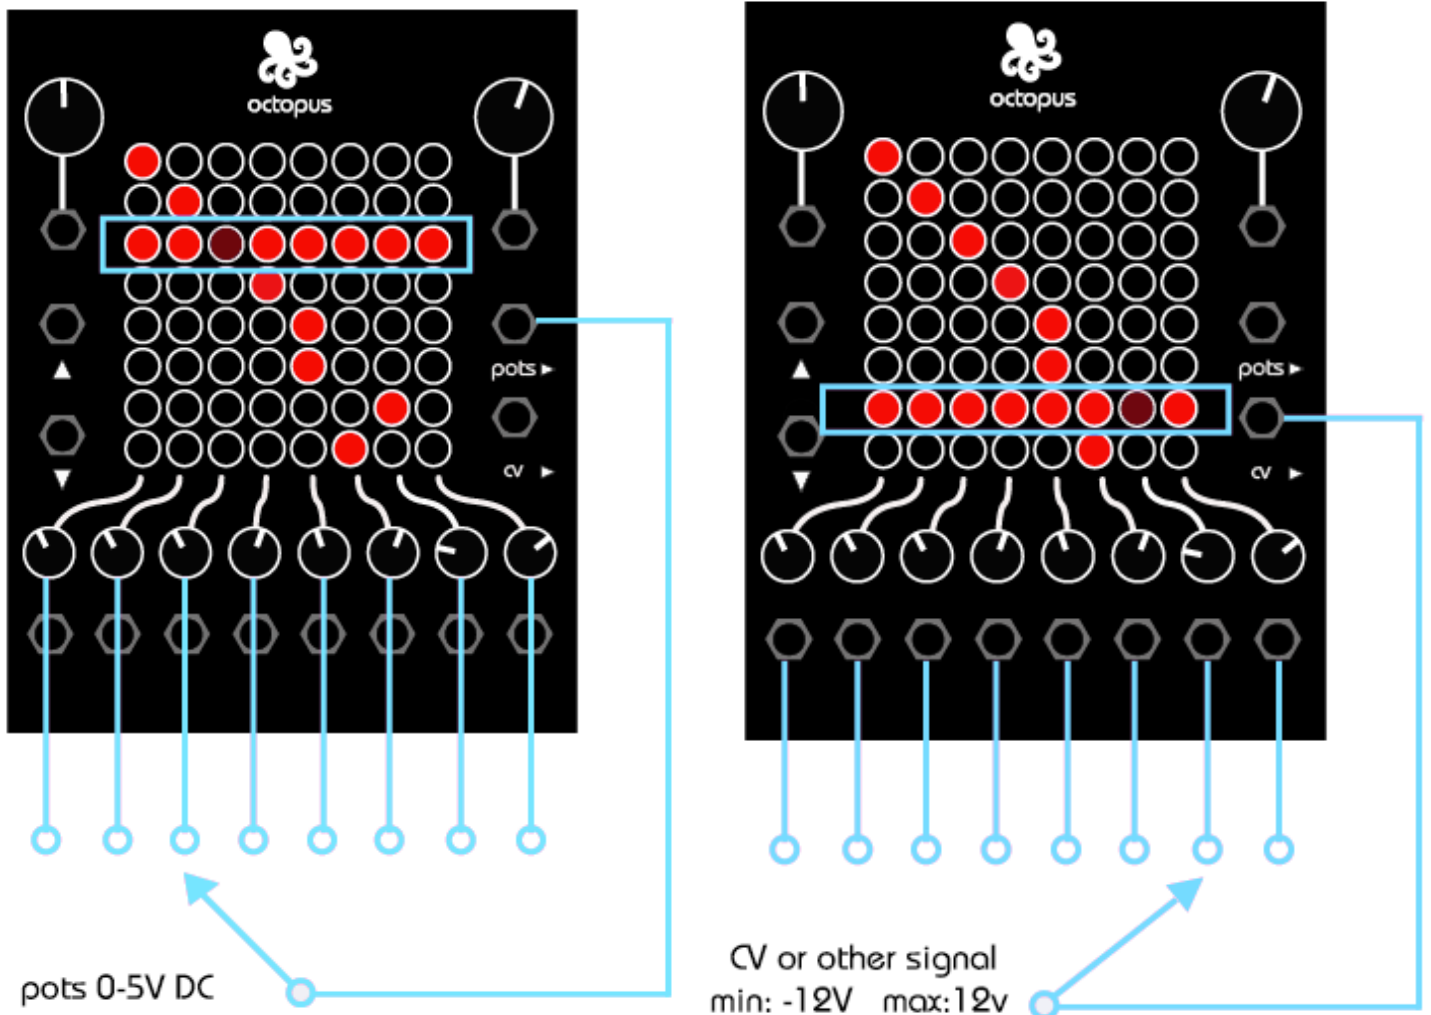 octopus
pots ►
cv ►
▲
▼
pots 0-5V DC
octopus
pots ►
cv ►
▲
▼
CV or other signal
min: -12V max:12v